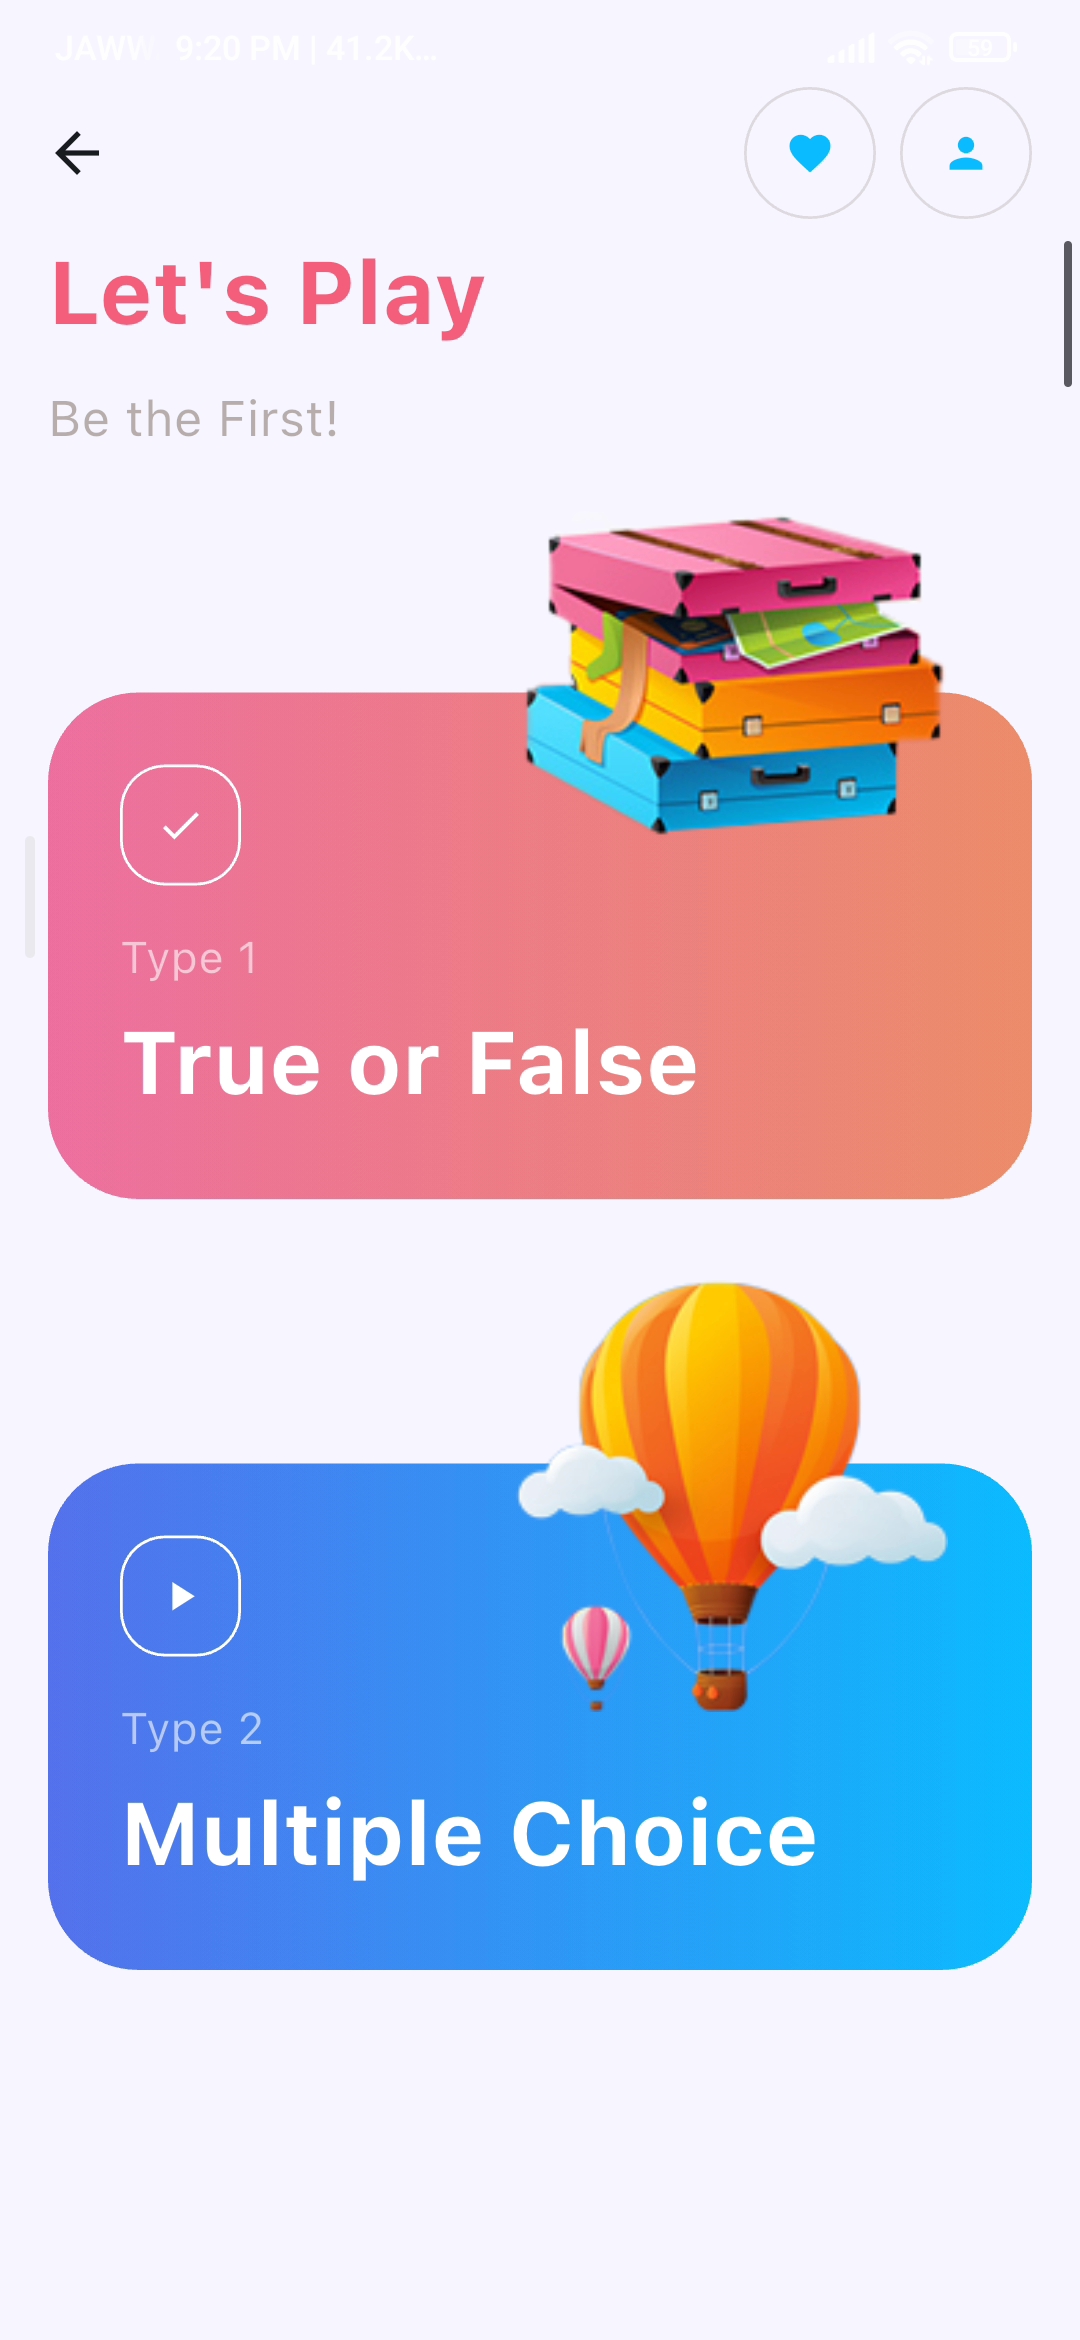 JAWW 9:20 PM | 41.2K...
59
Let's Play
Be the First!
Type 1
True or False
Type 2
Multiple Choice